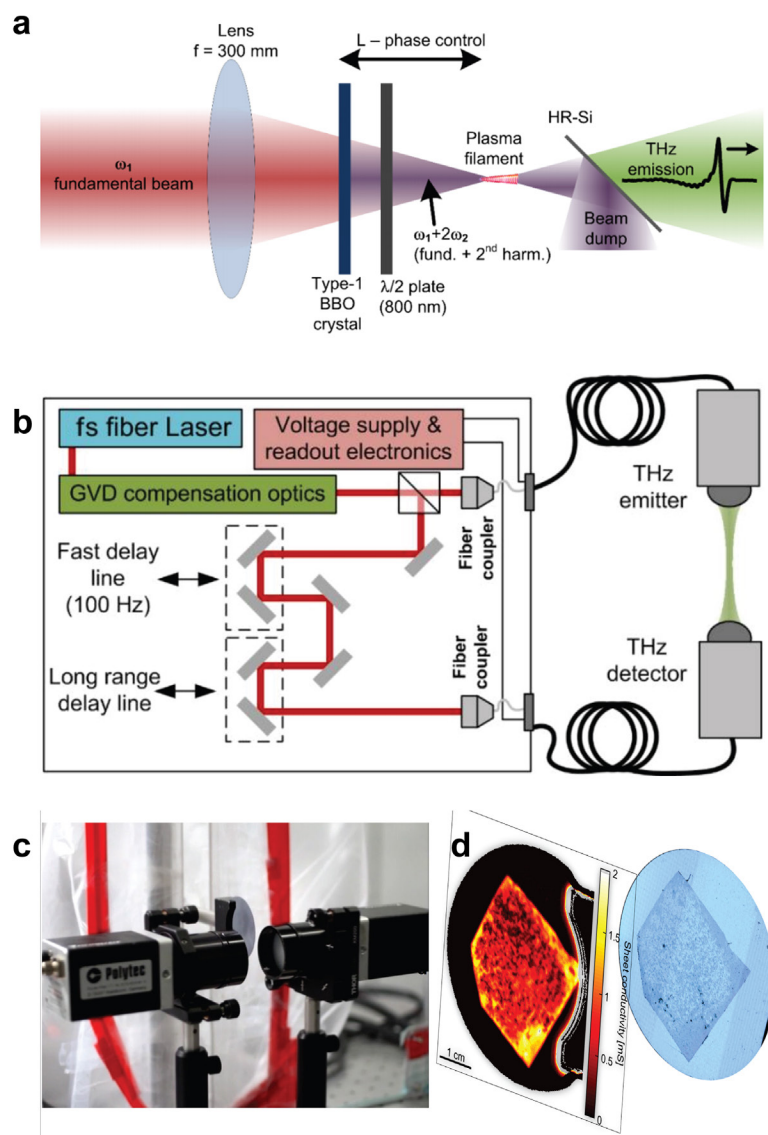 a
Lens
f = 300 mm
L – phase control
HR-Si
Plasma
filament
THz
emission
ω₁
fundamental beam
ω₁+2ω₂
(fund. + 2ⁿᵈ harm.)
Beam
dump
Type-1
BBO
crystal
λ/2 plate
(800 nm)
b
fs fiber Laser
Voltage supply &
readout electronics
GVD compensation optics
THz
emitter
Fiber
coupler
Fast delay
line
(100 Hz)
Long range
delay line
Fiber
coupler
THz
detector
c
Polytec
THOR
d
2
1.5
1
0.5
0
Sheet conductivity [mS]
1 cm